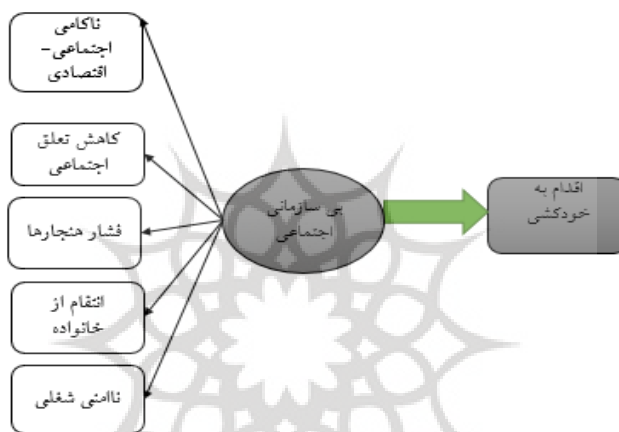 ناکامی
اجتماعی-
اقتصادی
کاهش تعلق
اجتماعی
فشار هنجارها
انتقام از
خانواده
ناامنی شغلی
بی سازمانی
اجتماعی
اقدام به
خودکشی